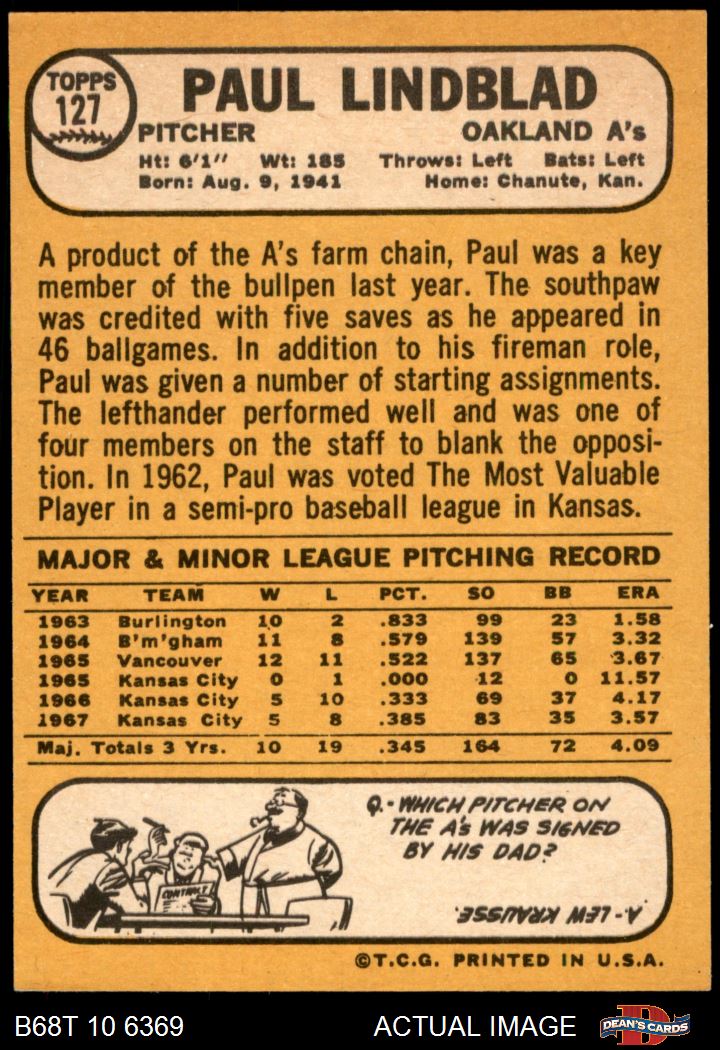 TOPPS
127
PAUL LINDBLAD
PITCHER OAKLAND A's
Ht: 6'1" Wt: 185 Throws: Left Bats: Left
Born: Aug. 9, 1941 Home: Chanute, Kan.
A product of the A's farm chain, Paul was a key
member of the bullpen last year. The southpaw
was credited with five saves as he appeared in
46 ballgames. In addition to his fireman role,
Paul was given a number of starting assignments.
The lefthander performed well and was one of
four members on the staff to blank the opposi-
tion. In 1962, Paul was voted The Most Valuable
Player in a semi-pro baseball league in Kansas.
MAJOR & MINOR LEAGUE PITCHING RECORD
YEAR TEAM W L PCT. SO BB ERA
1963 Burlington 10 2 .833 99 23 1.58
1964 B'm'gham 11 8 .579 139 57 3.32
1965 Vancouver 12 11 .522 137 65 3.67
1965 Kansas City 0 1 .000 12 0 11.57
1966 Kansas City 5 10 .333 69 37 4.17
1967 Kansas City 5 8 .385 83 35 3.57
Maj. Totals 3 Yrs. 10 19 .345 164 72 4.09
CONTRACT
Q.- WHICH PITCHER ON
THE A's WAS SIGNED
BY HIS DAD?
A- LEW KRAUSSE.
©T.C.G. PRINTED IN U.S.A.
B68T 10 6369 ACTUAL IMAGE DEAN'S CARDS